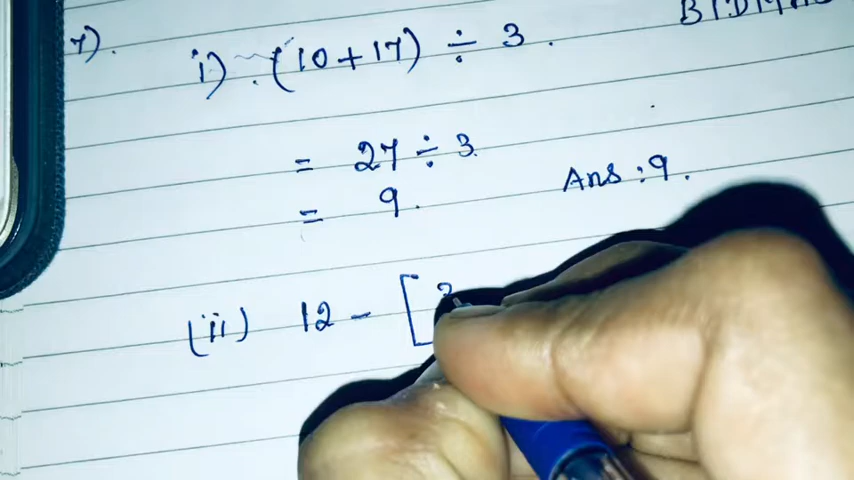 7).
i) . (10+17) ÷ 3 .
= 27 ÷ 3.
= 9. Ans : 9.
(ii) 12 - [